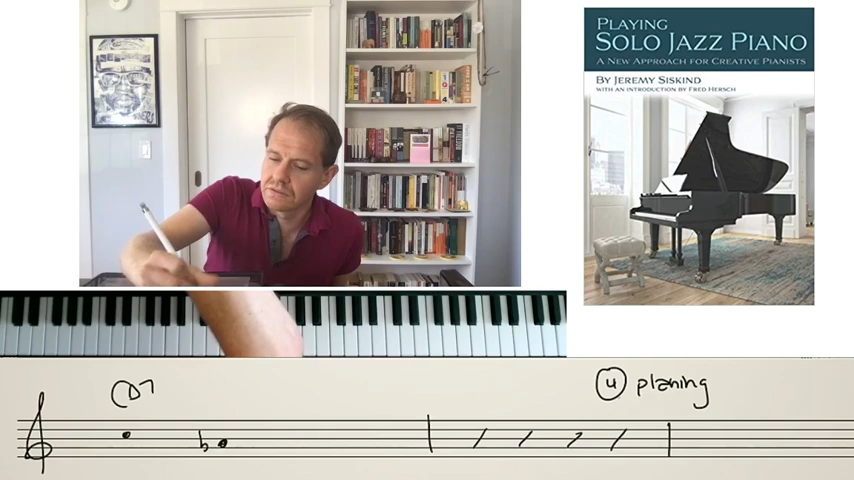 PLAYING
SOLO JAZZ PIANO
A NEW APPROACH FOR CREATIVE PIANISTS
BY JEREMY SISKIND
WITH AN INTRODUCTION BY FRED HERSCH
4 planing
D7